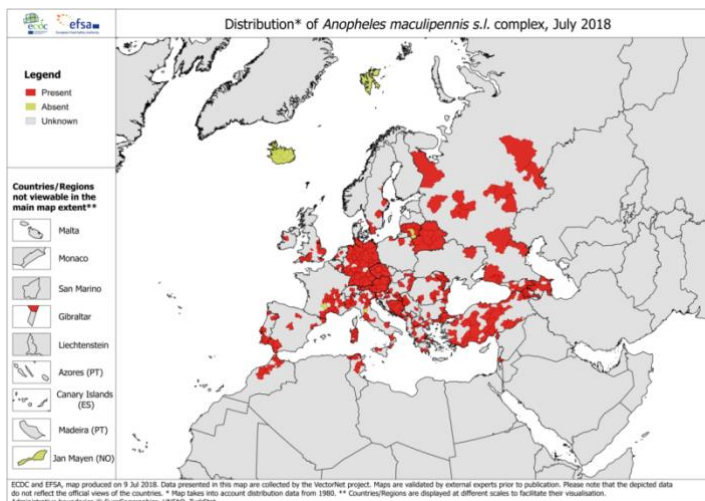 ecdc
efsa
Distribution* of Anopheles maculipennis s.l. complex, July 2018
Legend
Present
Absent
Unknown
Countries/Regions
not viewable in the
main map extent**
Malta
Monaco
San Marino
Gibraltar
Liechtenstein
Azores (PT)
Canary Islands
(ES)
Madeira (PT)
Jan Mayen (NO)
ECDC and EFSA, map produced on 9 Jul 2018. Data presented in this map are collected by the VectorNet project. Maps are validated by external experts prior to publication. Please note that the depicted data
do not reflect the official views of the countries. * Map takes into account distribution data from 1980. ** Countries/Regions are displayed at different scales to facilitate their visualisation.